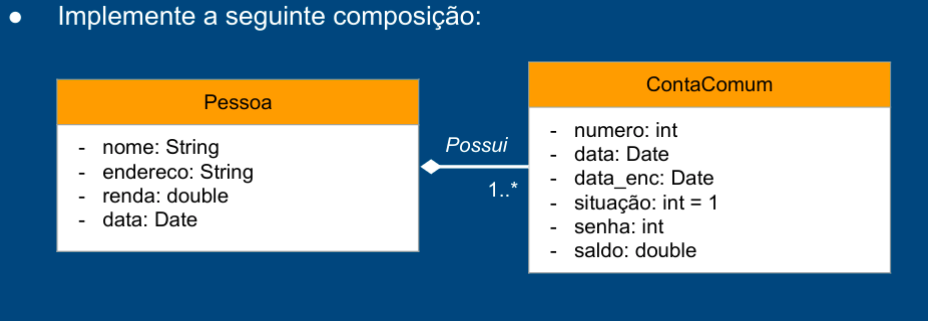 ● Implemente a seguinte composição:
Pessoa
- nome: String
- endereco: String
- renda: double
- data: Date
Possui
1..*
ContaComum
- numero: int
- data: Date
- data_enc: Date
- situação: int = 1
- senha: int
- saldo: double